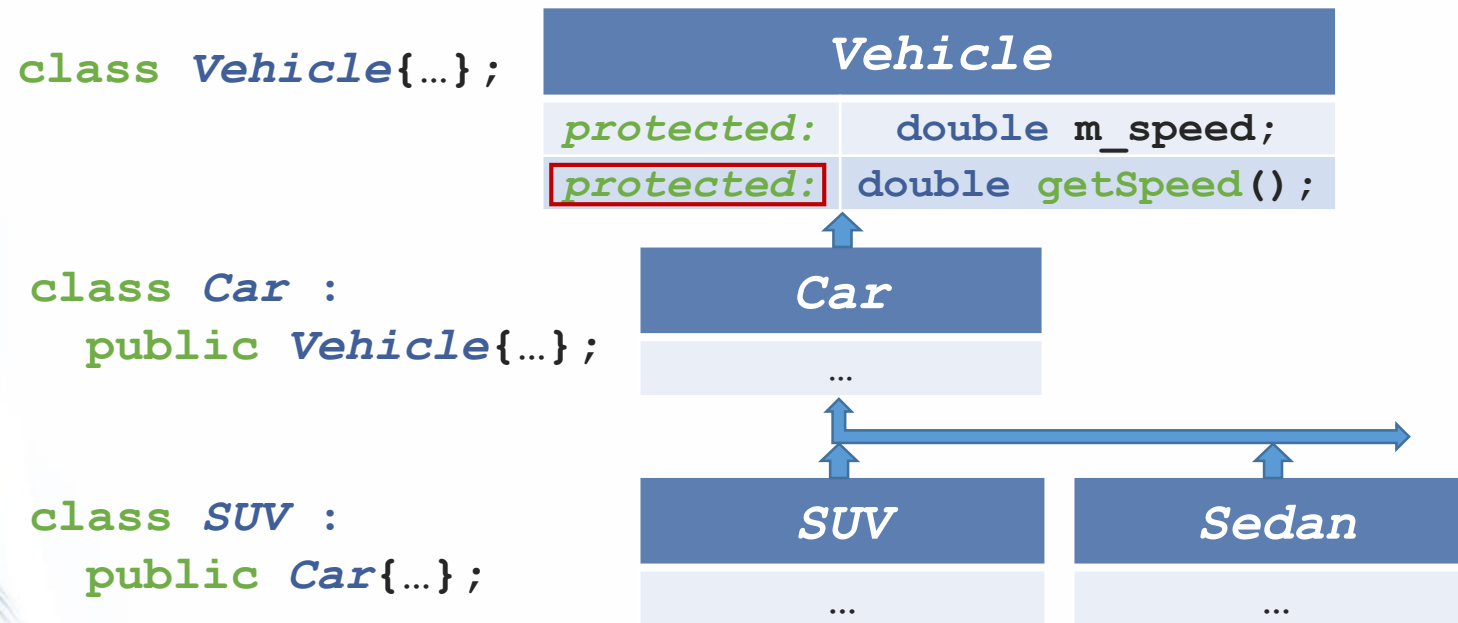 class Vehicle{…};
Vehicle
protected: double m_speed;
protected: double getSpeed();
class Car :
public Vehicle{…};
Car
…
class SUV :
public Car{…};
SUV
…
Sedan
…